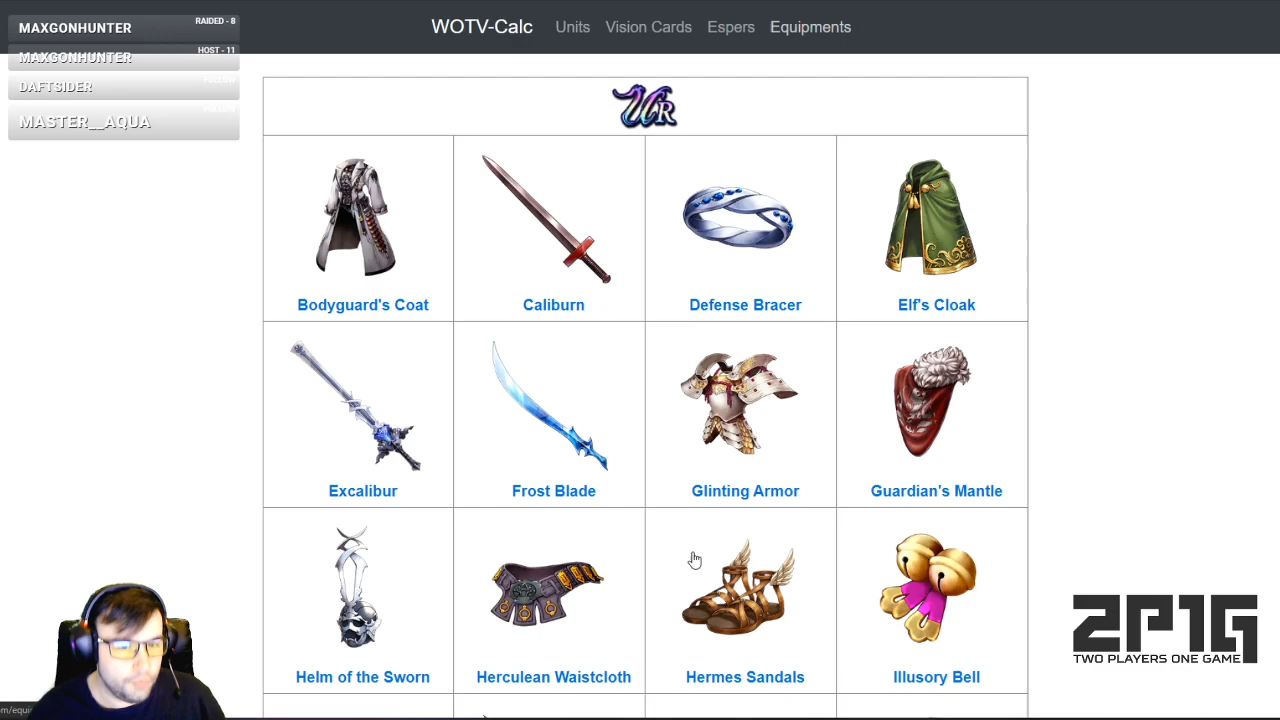 MAXGONHUNTER RAIDED - 8
MAXGONHUNTER HOST - 11
DAFTSIDER
MASTER__AQUA
WOTV-Calc Units Vision Cards Espers Equipments
UR
Bodyguard's Coat Caliburn Defense Bracer Elf's Cloak
Excalibur Frost Blade Glinting Armor Guardian's Mantle
Helm of the Sworn Herculean Waistcloth Hermes Sandals Illusory Bell
2P1G
TWO PLAYERS ONE GAME